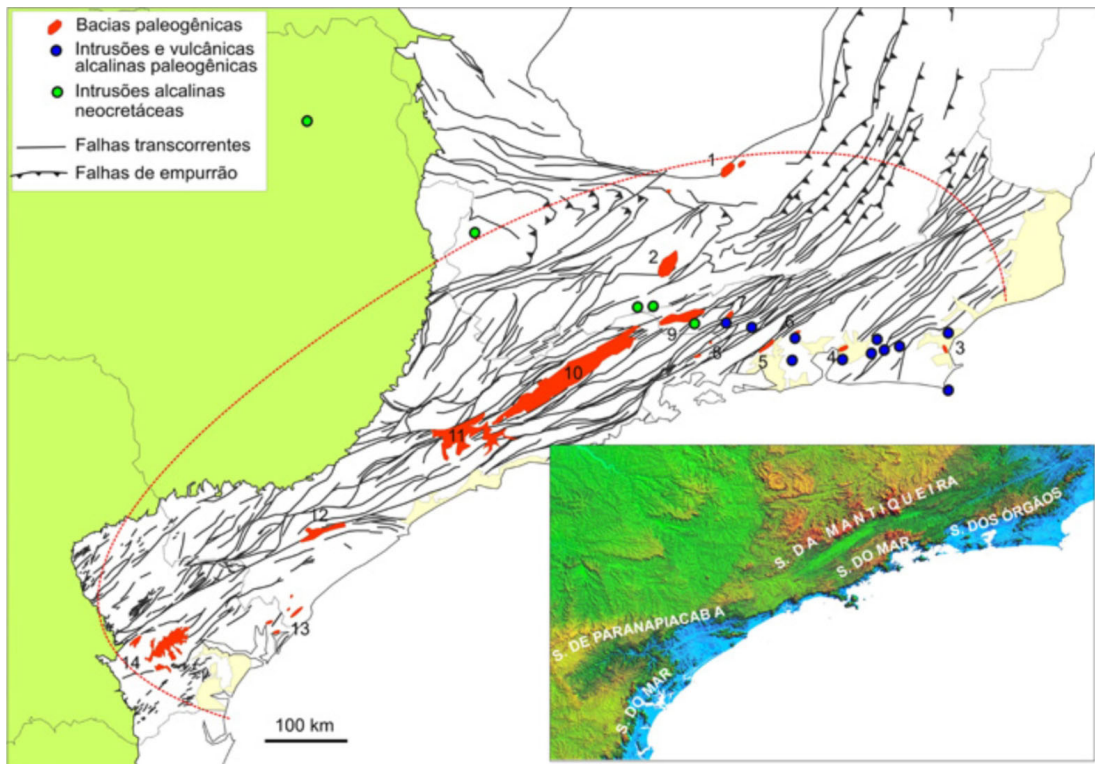 Bacias paleogênicas
Intrusões e vulcânicas
alcalinas paleogênicas
Intrusões alcalinas
neocretáceas
Falhas transcorrentes
Falhas de empurrão
1
2
9
8
6
5
4
3
10
11
12
13
14
100 km
S. DA MANTIQUEIRA
S. DOS ÓRGÃOS
S. DO MAR
S. DE PARANAPIACABA
S. DO MAR